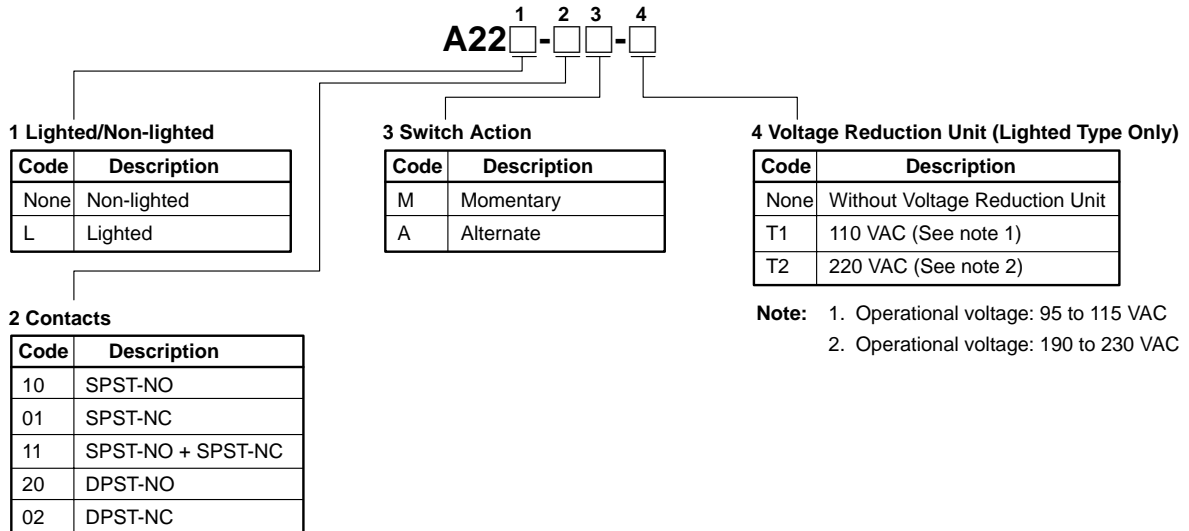 1 2 3 4
A22□-□□-□
1 Lighted/Non-lighted
Code Description
None Non-lighted
L Lighted
2 Contacts
Code Description
10 SPST-NO
01 SPST-NC
11 SPST-NO + SPST-NC
20 DPST-NO
02 DPST-NC
3 Switch Action
Code Description
M Momentary
A Alternate
4 Voltage Reduction Unit (Lighted Type Only)
Code Description
None Without Voltage Reduction Unit
T1 110 VAC (See note 1)
T2 220 VAC (See note 2)
Note: 1. Operational voltage: 95 to 115 VAC
2. Operational voltage: 190 to 230 VAC